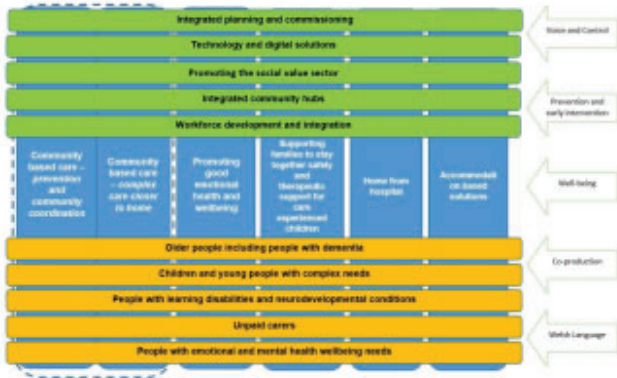 Integrated planning and commissioning
Technology and digital solutions
Promoting the social value sector
Integrated community hubs
Workforce development and integration
Community
based care –
prevention
and
community
coordination
Community
based care
– complex
care closer
to home
Promoting
good
emotional
health and
wellbeing
Supporting
families to stay
together safely
and
therapeutic
support for
care
experienced
children
Home from
hospital
Accommodati
on based
solutions
Older people including people with dementia
Children and young people with complex needs
People with learning disabilities and neurodevelopmental conditions
Unpaid carers
People with emotional and mental health wellbeing needs
Voice and Control
Prevention and
early intervention
Well-being
Co-production
Welsh Language